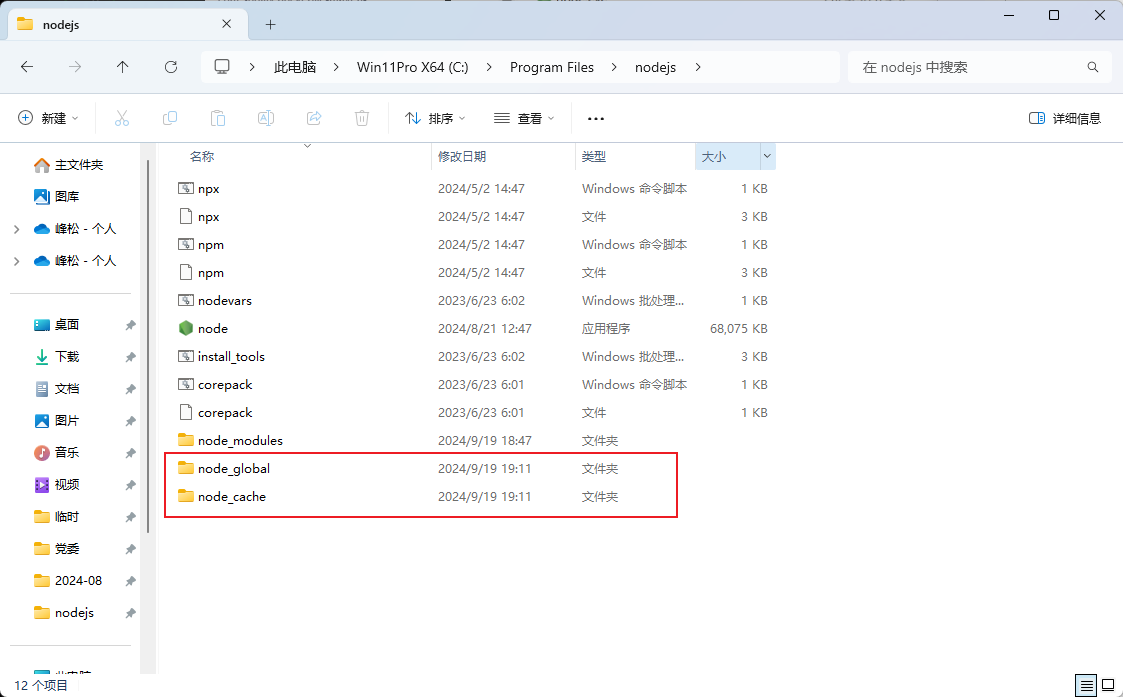 nodejs
此电脑 Win11Pro X64 (C:) Program Files nodejs
在 nodejs 中搜索
新建 排序 查看 详细信息
主文件夹
图库
峰松 - 个人
峰松 - 个人
桌面
下载
文档
图片
音乐
视频
临时
党委
2024-08
nodejs
名称 修改日期 类型 大小
npx 2024/5/2 14:47 Windows 命令脚本 1 KB
npx 2024/5/2 14:47 文件 3 KB
npm 2024/5/2 14:47 Windows 命令脚本 1 KB
npm 2024/5/2 14:47 文件 3 KB
nodevars 2023/6/23 6:02 Windows 批处理... 1 KB
node 2024/8/21 12:47 应用程序 68,075 KB
install_tools 2023/6/23 6:02 Windows 批处理... 3 KB
corepack 2023/6/23 6:01 Windows 命令脚本 1 KB
corepack 2023/6/23 6:01 文件 1 KB
node_modules 2024/9/19 18:47 文件夹
node_global 2024/9/19 19:11 文件夹
node_cache 2024/9/19 19:11 文件夹
12 个项目